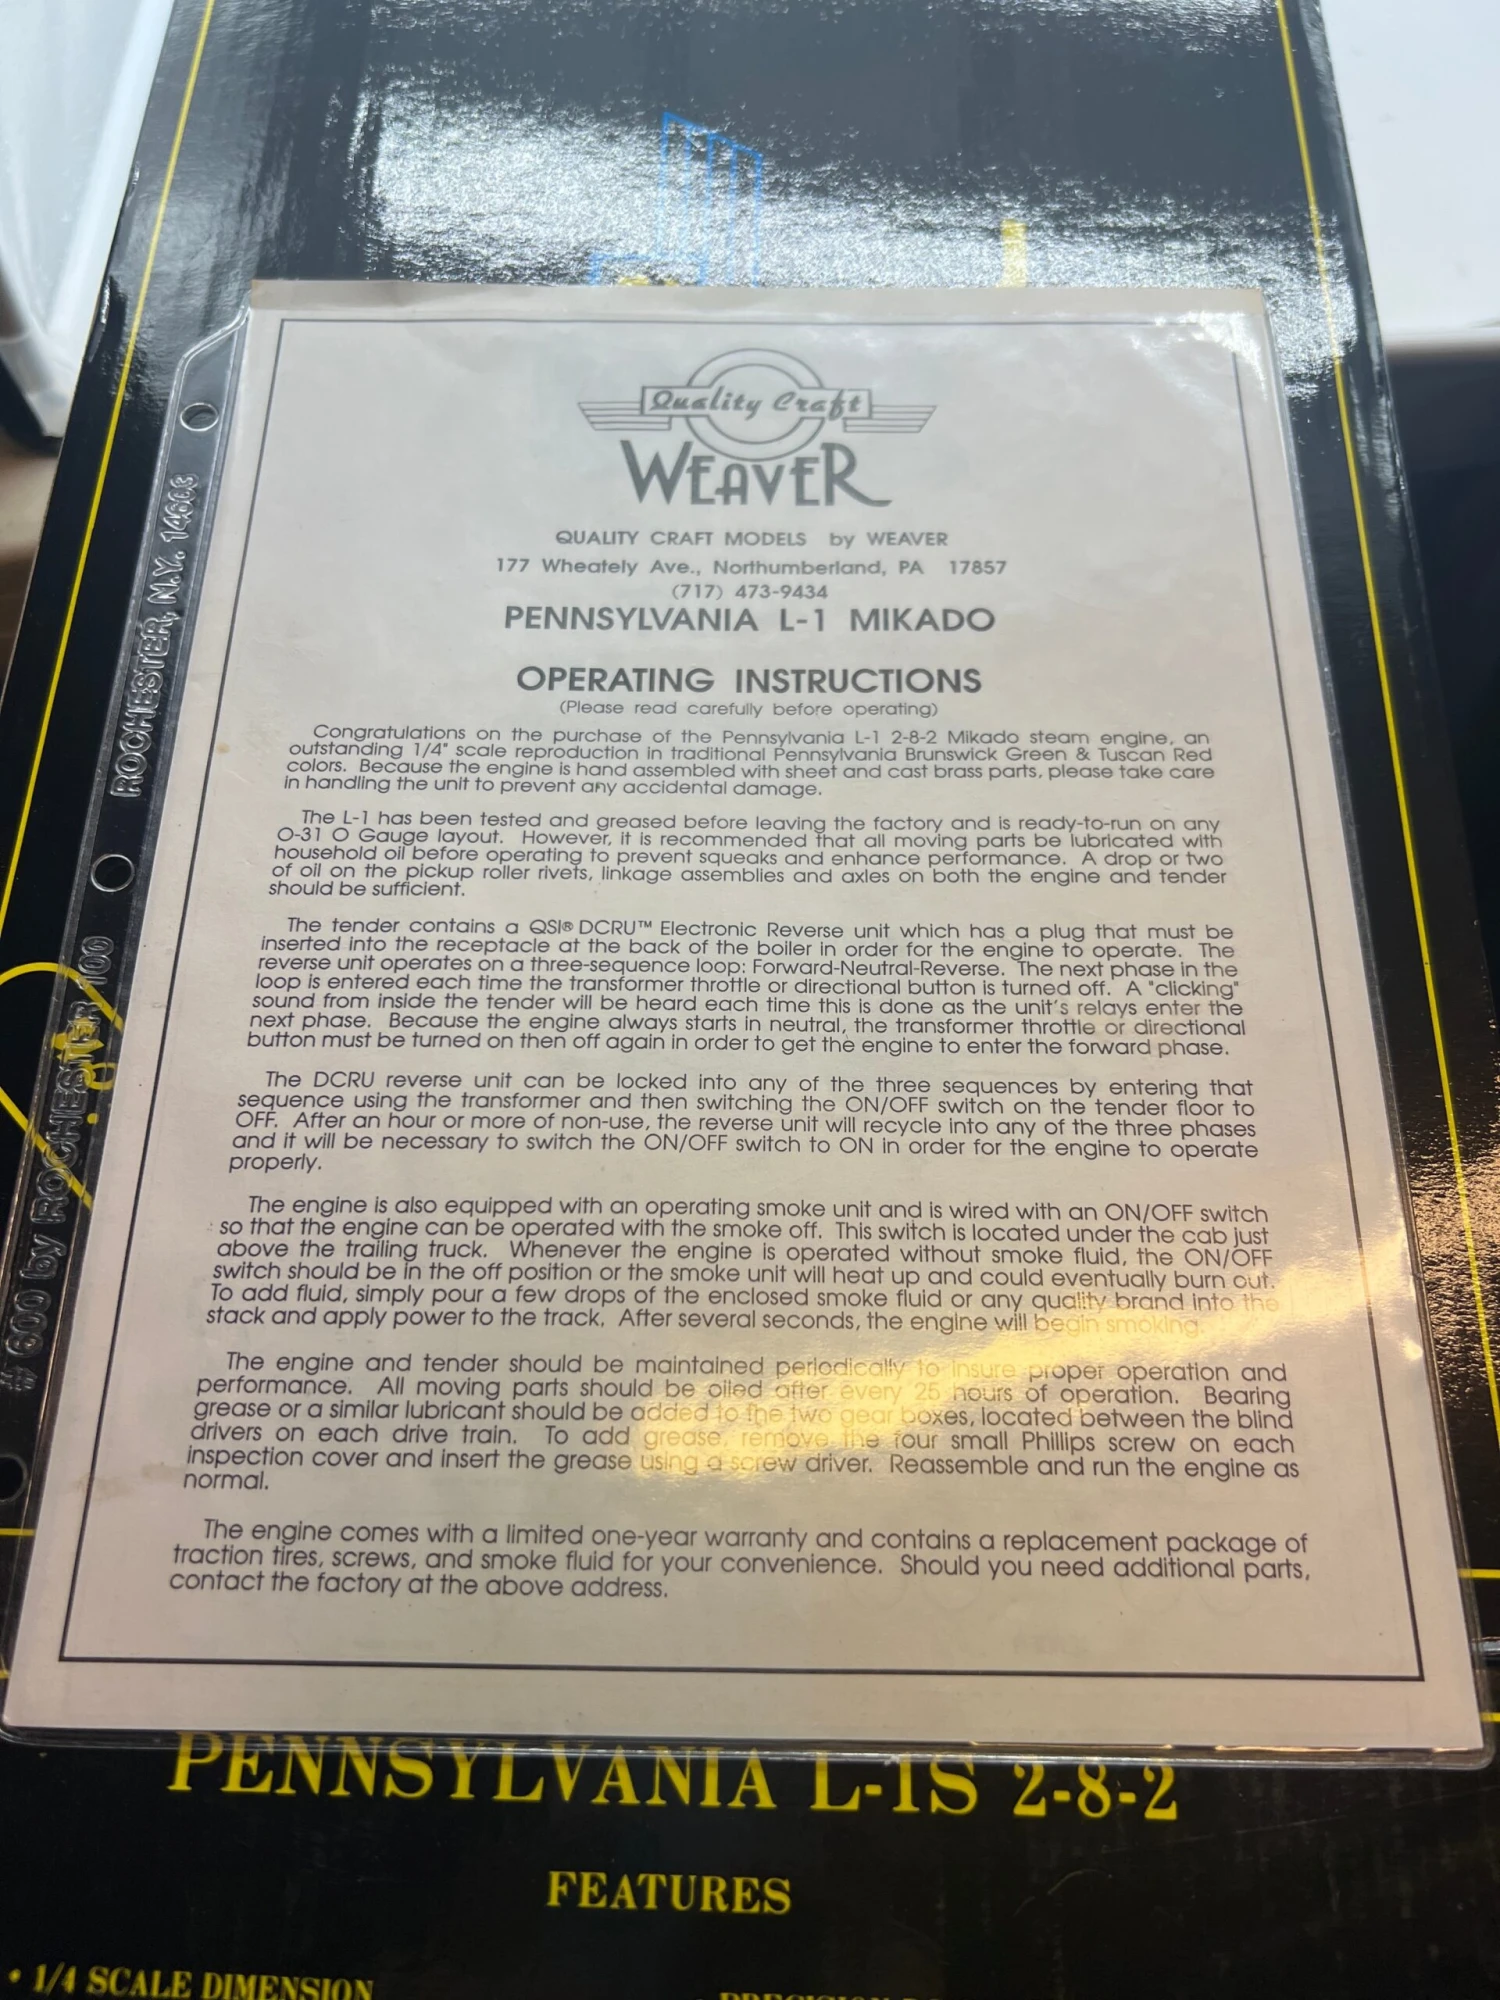 Quality Craft
WEAVER
QUALITY CRAFT MODELS by WEAVER
177 Wheately Ave., Northumberland, PA 17857
(717) 473-9434
PENNSYLVANIA L-1 MIKADO
OPERATING INSTRUCTIONS
(Please read carefully before operating)
Congratulations on the purchase of the Pennsylvania L-1 2-8-2 Mikado steam engine, an
outstanding 1/4" scale reproduction in traditional Pennsylvania Brunswick Green & Tuscan Red
colors. Because the engine is hand assembled with sheet and cast brass parts, please take care
in handling the unit to prevent any accidental damage.
The L-1 has been tested and greased before leaving the factory and is ready-to-run on any
O-31 O Gauge layout. However, it is recommended that all moving parts be lubricated with
household oil before operating to prevent squeaks and enhance performance. A drop or two
of oil on the pickup roller rivets, linkage assemblies and axles on both the engine and tender
should be sufficient.
The tender contains a QSI® DCRU™ Electronic Reverse unit which has a plug that must be
inserted into the receptacle at the back of the boiler in order for the engine to operate. The
reverse unit operates on a three-sequence loop: Forward-Neutral-Reverse. The next phase in the
loop is entered each time the transformer throttle or directional button is turned off. A "clicking"
sound from inside the tender will be heard each time this is done as the unit's relays enter the
next phase. Because the engine always starts in neutral, the transformer throttle or directional
button must be turned on then off again in order to get the engine to enter the forward phase.
The DCRU reverse unit can be locked into any of the three sequences by entering that
sequence using the transformer and then switching the ON/OFF switch on the tender floor to
OFF. After an hour or more of non-use, the reverse unit will recycle into any of the three phases
and it will be necessary to switch the ON/OFF switch to ON in order for the engine to operate
properly.
The engine is also equipped with an operating smoke unit and is wired with an ON/OFF switch
so that the engine can be operated with the smoke off. This switch is located under the cab just
above the trailing truck. Whenever the engine is operated without smoke fluid, the ON/OFF
switch should be in the off position or the smoke unit will heat up and could eventually burn out.
To add fluid, simply pour a few drops of the enclosed smoke fluid or any quality brand into the
stack and apply power to the track. After several seconds, the engine will begin smoking.
The engine and tender should be maintained periodically to insure proper operation and
performance. All moving parts should be oiled after every 25 hours of operation. Bearing
grease or a similar lubricant should be added to the two gear boxes, located between the blind
drivers on each drive train. To add grease, remove the four small Phillips screw on each
inspection cover and insert the grease using a screw driver. Reassemble and run the engine as
normal.
The engine comes with a limited one-year warranty and contains a replacement package of
traction tires, screws, and smoke fluid for your convenience. Should you need additional parts,
contact the factory at the above address.
# 600 by ROCHESTER 100 ROCHESTER, N.Y. 14603
PENNSYLVANIA L-1S 2-8-2
FEATURES
• 1/4 SCALE DIMENSION